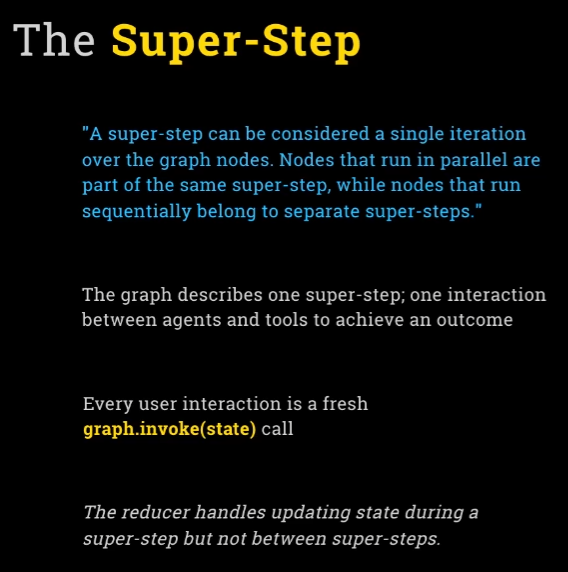 The Super-Step
"A super-step can be considered a single iteration
over the graph nodes. Nodes that run in parallel are
part of the same super-step, while nodes that run
sequentially belong to separate super-steps."
The graph describes one super-step; one interaction
between agents and tools to achieve an outcome
Every user interaction is a fresh
graph.invoke(state) call
The reducer handles updating state during a
super-step but not between super-steps.